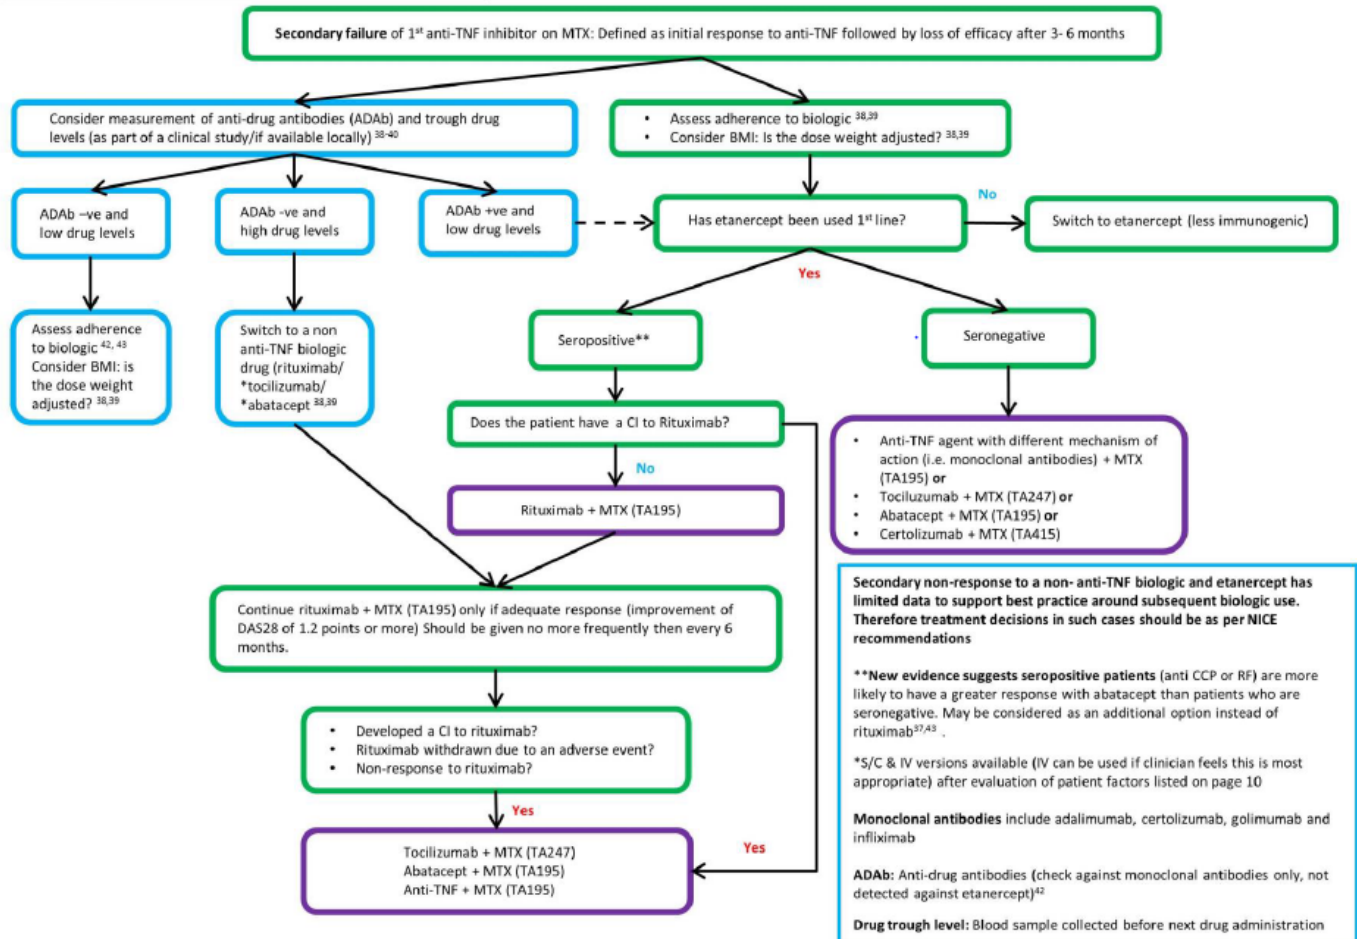 Secondary failure of 1st anti-TNF inhibitor on MTX: Defined as initial response to anti-TNF followed by loss of efficacy after 3- 6 months
Consider measurement of anti-drug antibodies (ADAb) and trough drug
levels (as part of a clinical study/if available locally) 38-40
• Assess adherence to biologic 38,39
• Consider BMI: Is the dose weight adjusted? 38,39
ADAb –ve and
low drug levels
ADAb -ve and
high drug levels
ADAb +ve and
low drug levels
Has etanercept been used 1st line?
No
Switch to etanercept (less immunogenic)
Yes
Assess adherence
to biologic 42, 43
Consider BMI: is
the dose weight
adjusted? 38,39
Switch to a non
anti-TNF biologic
drug (rituximab/
*tocilizumab/
*abatacept 38,39
Seropositive**
Seronegative
Does the patient have a CI to Rituximab?
No
Rituximab + MTX (TA195)
• Anti-TNF agent with different mechanism of
action (i.e. monoclonal antibodies) + MTX
(TA195) or
• Tociluzumab + MTX (TA247) or
• Abatacept + MTX (TA195) or
• Certolizumab + MTX (TA415)
Continue rituximab + MTX (TA195) only if adequate response (improvement of
DAS28 of 1.2 points or more) Should be given no more frequently then every 6
months.
• Developed a CI to rituximab?
• Rituximab withdrawn due to an adverse event?
• Non-response to rituximab?
Yes
Yes
Tocilizumab + MTX (TA247)
Abatacept + MTX (TA195)
Anti-TNF + MTX (TA195)
Secondary non-response to a non- anti-TNF biologic and etanercept has
limited data to support best practice around subsequent biologic use.
Therefore treatment decisions in such cases should be as per NICE
recommendations
**New evidence suggests seropositive patients (anti CCP or RF) are more
likely to have a greater response with abatacept than patients who are
seronegative. May be considered as an additional option instead of
rituximab37,43 .
*S/C & IV versions available (IV can be used if clinician feels this is most
appropriate) after evaluation of patient factors listed on page 10
Monoclonal antibodies include adalimumab, certolizumab, golimumab and
infliximab
ADAb: Anti-drug antibodies (check against monoclonal antibodies only, not
detected against etanercept)42
Drug trough level: Blood sample collected before next drug administration